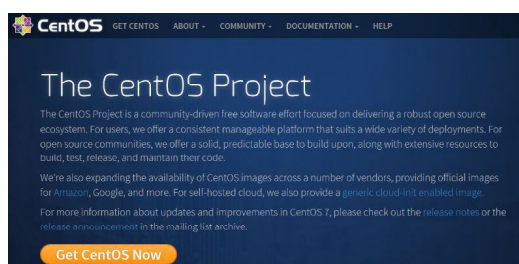 CentOS GET CENTOS ABOUT COMMUNITY DOCUMENTATION HELP
The CentOS Project
The CentOS Project is a community-driven free software effort focused on delivering a robust open source
ecosystem. For users, we offer a consistent manageable platform that suits a wide variety of deployments. For
open source communities, we offer a solid, predictable base to build upon, along with extensive resources to
build, test, release, and maintain their code.
We're also expanding the availability of CentOS images across a number of vendors, providing official images
for Amazon, Google, and more. For self-hosted cloud, we also provide a generic cloud-init enabled image.
For more information about updates and improvements in CentOS 7, please check out the release notes or the
release announcement in the mailing list archive.
Get CentOS Now